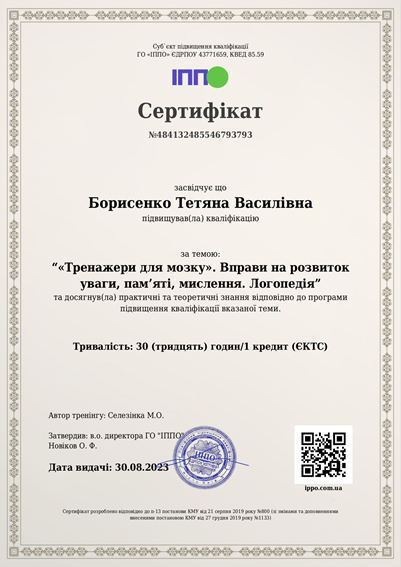 Суб`єкт підвищення кваліфікації
ГО «ІППО» ЄДРПОУ 43771659, КВЕД 85.59
ІППО
Сертифікат
№484132485546793793
засвідчує що
Борисенко Тетяна Василівна
підвищував(ла) кваліфікацію
за темою:
“«Тренажери для мозку». Вправи на розвиток
уваги, пам’яті, мислення. Логопедія”
та досягнув(ла) практичні та теоретичні знання відповідно до програми
підвищення кваліфікації вказаної теми.
Тривалість: 30 (тридцять) годин/1 кредит (ЄКТС)
Автор тренінгу: Селезінка М.О.
Затвердив: в.о. директора ГО "ІППО"
Новіков О. Ф.
ІППО
Дата видачі: 30.08.2023
ippo.com.ua
Сертифікат розроблено відповідно до п-13 постанови КМУ від 21 серпня 2019 року №800 (зі змінами та доповненнями
внесеними постановою КМУ від 27 грудня 2019 року №1133)